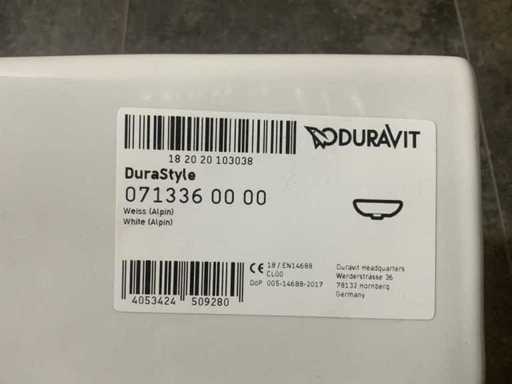 DURAVIT
18 20 20 103038
DuraStyle
071336 00 00
Weiss (Alpin)
White (Alpin)
CE 18 / EN14688
CL00
DoP 005-14688-2017
Duravit Headquarters
Werderstrasse 36
78132 Hornberg
Germany
4053424 509280